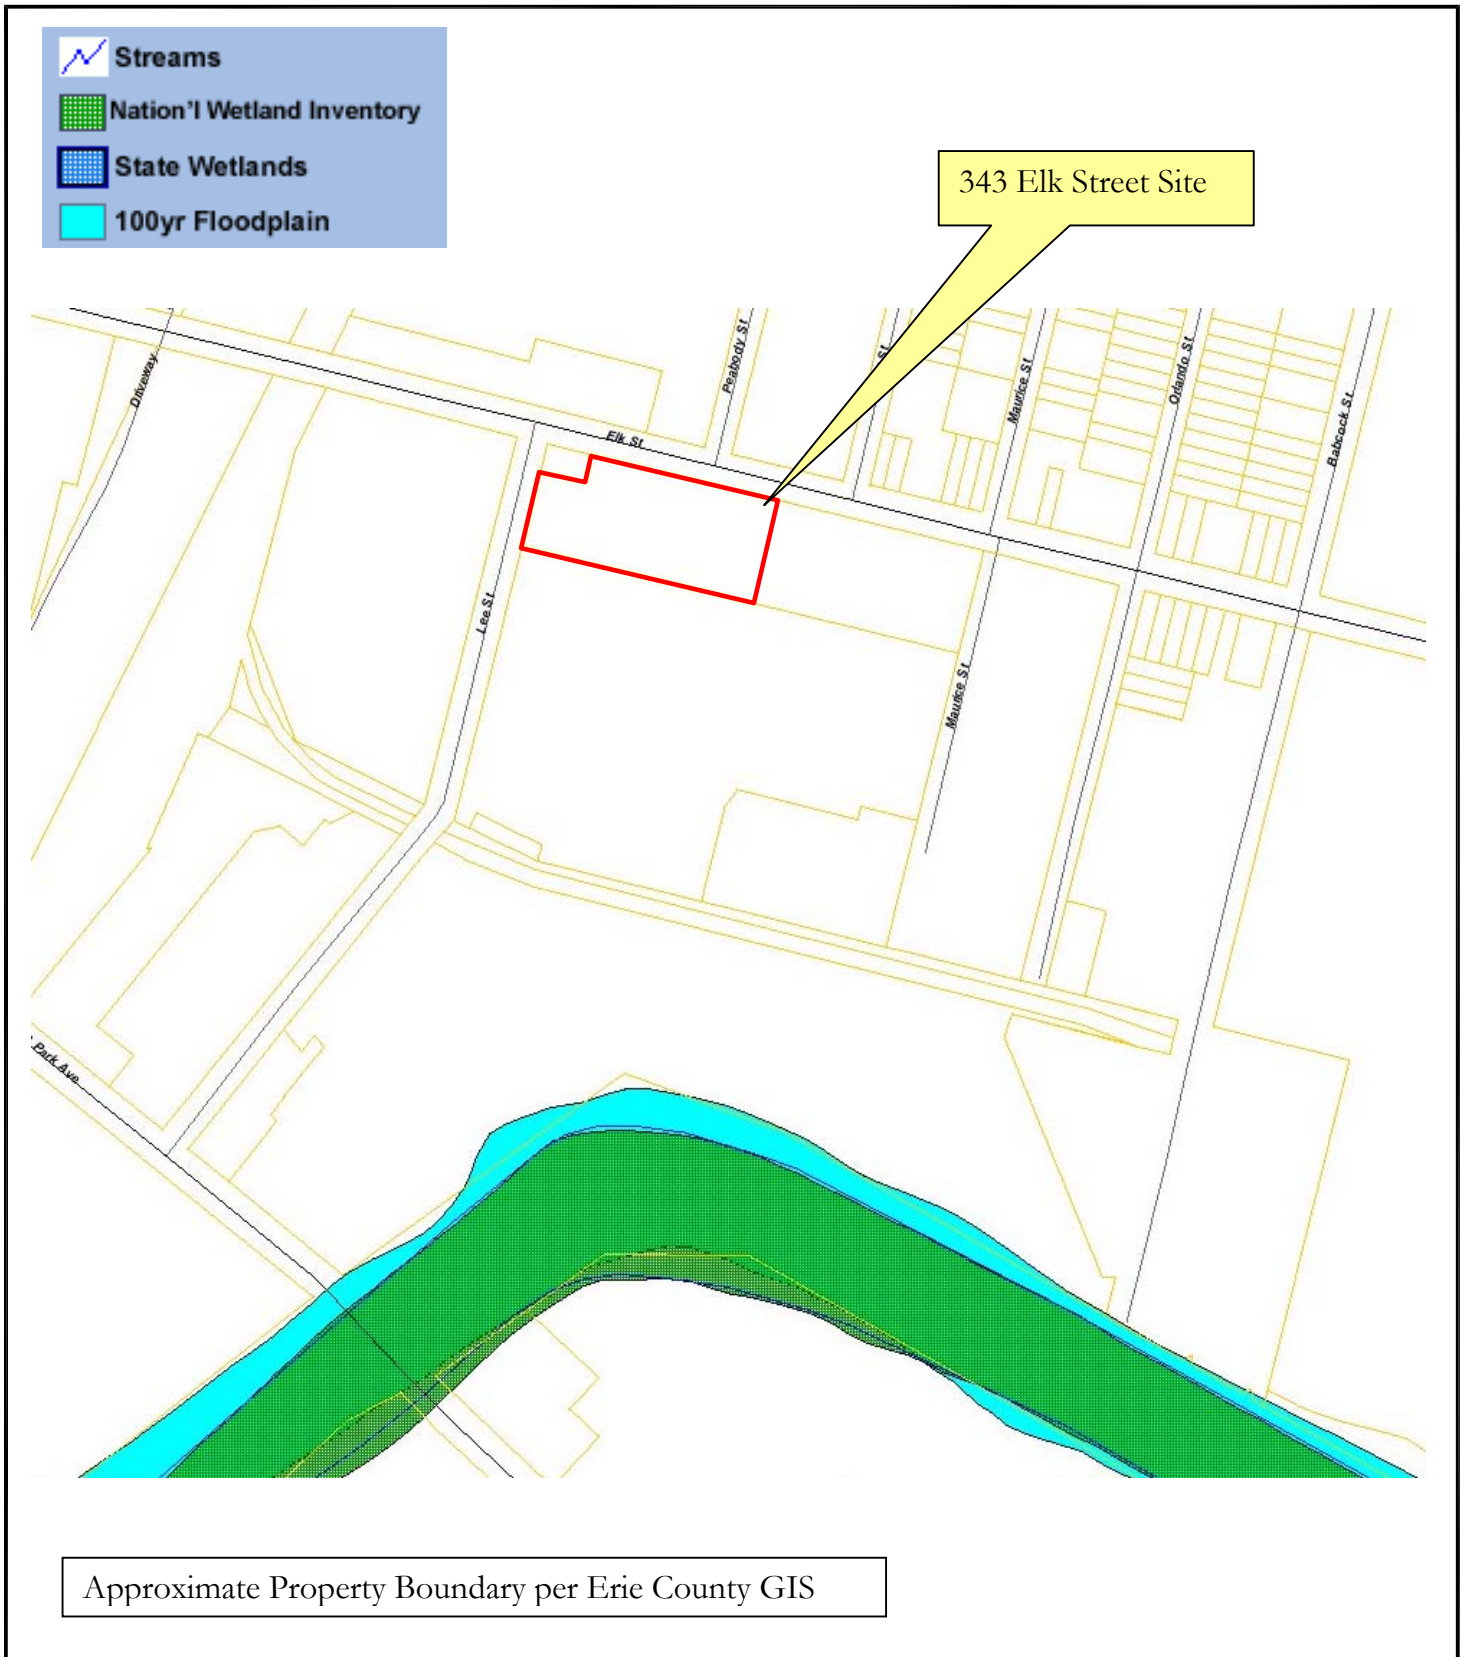 Streams
Nation'l Wetland Inventory
State Wetlands
100yr Floodplain
343 Elk Street Site
Driveway
Elk St
Peabody St
St
Maurice St
Orlando St
Babcock St
Lee St
Maurice St
Park Ave
Approximate Property Boundary per Erie County GIS